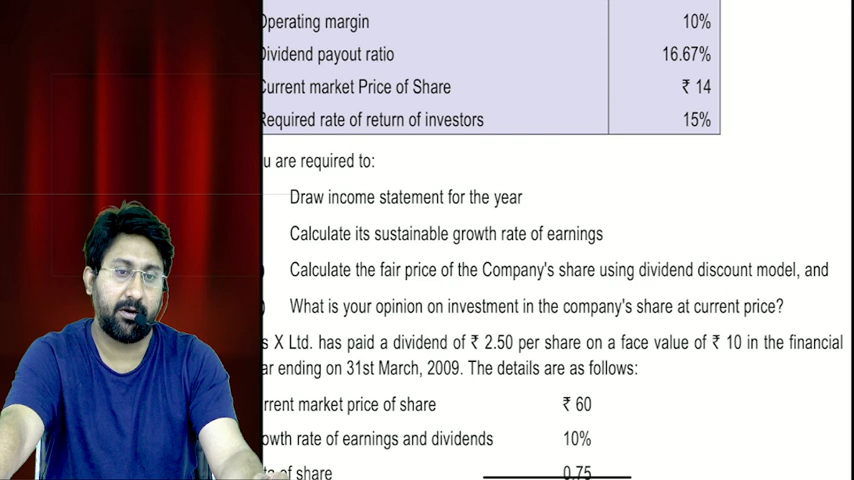 Operating margin 10%
Dividend payout ratio 16.67%
Current market Price of Share ₹ 14
Required rate of return of investors 15%
u are required to:
Draw income statement for the year
Calculate its sustainable growth rate of earnings
) Calculate the fair price of the Company's share using dividend discount model, and
) What is your opinion on investment in the company's share at current price?
s X Ltd. has paid a dividend of ₹ 2.50 per share on a face value of ₹ 10 in the financial
ar ending on 31st March, 2009. The details are as follows:
rrent market price of share ₹ 60
owth rate of earnings and dividends 10%
of share 0.75